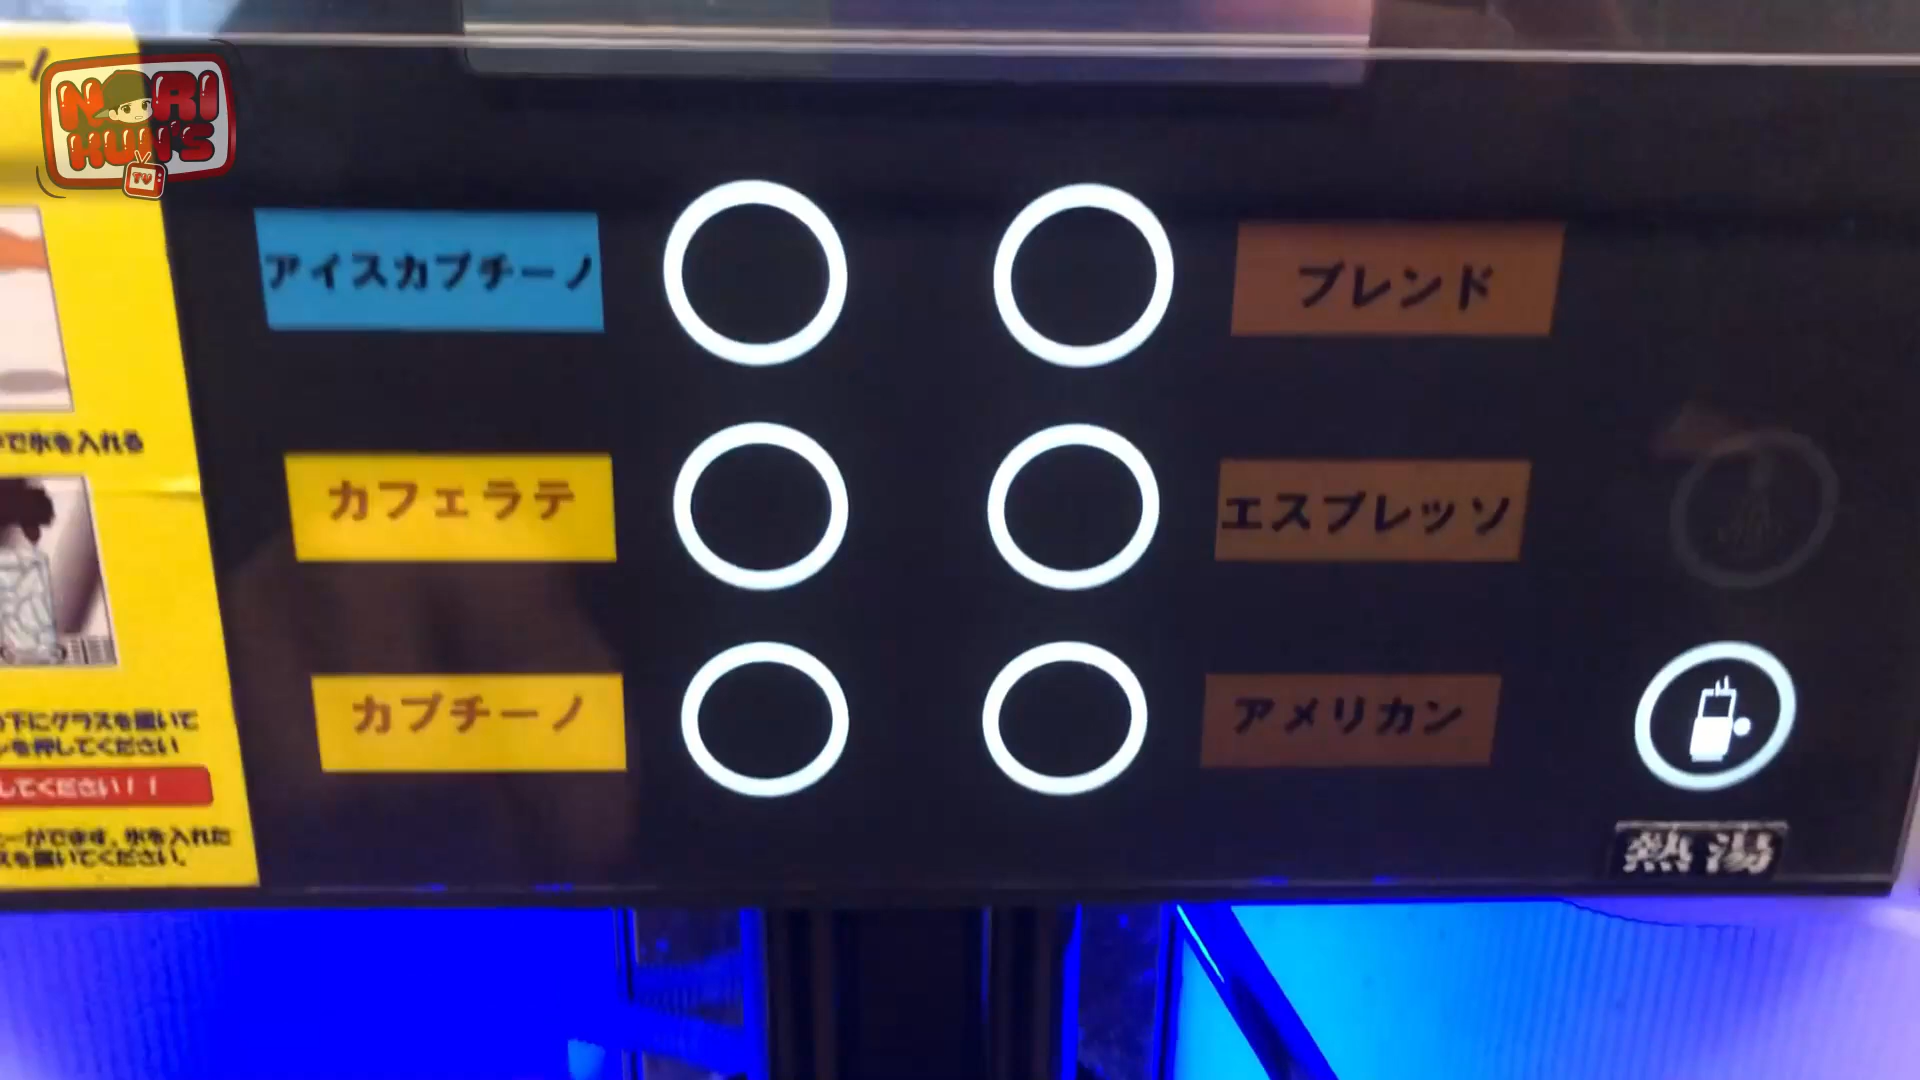 NORI
KUN'S
TV
アイスカプチーノ
ブレンド
カフェラテ
エスプレッソ
カプチーノ
アメリカン
熱湯
で氷を入れる
下にグラスを置いて
を押してください
してください！！
ーがでます。氷を入れた
スを置いてください。